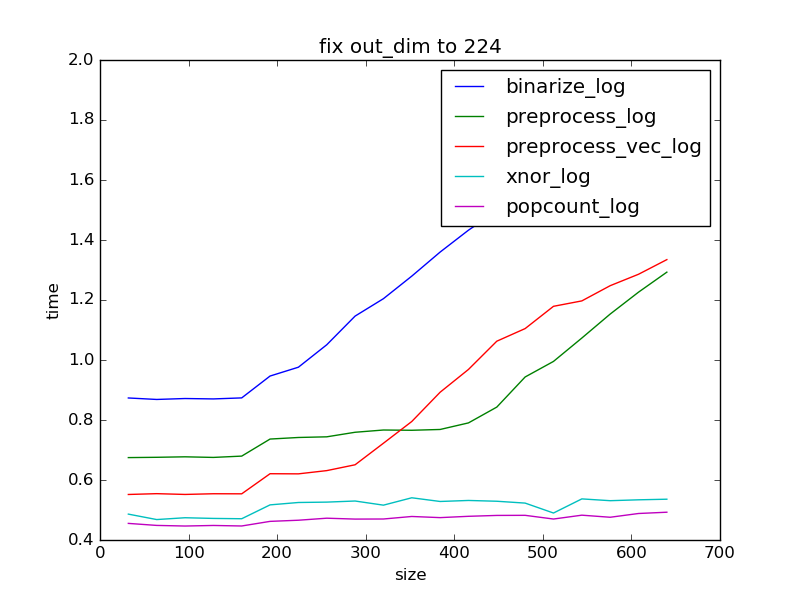 fix out_dim to 224
2.0
1.8
1.6
1.4
1.2
1.0
0.8
0.6
0.4
time
binarize_log
preprocess_log
preprocess_vec_log
xnor_log
popcount_log
0 100 200 300 400 500 600 700
size